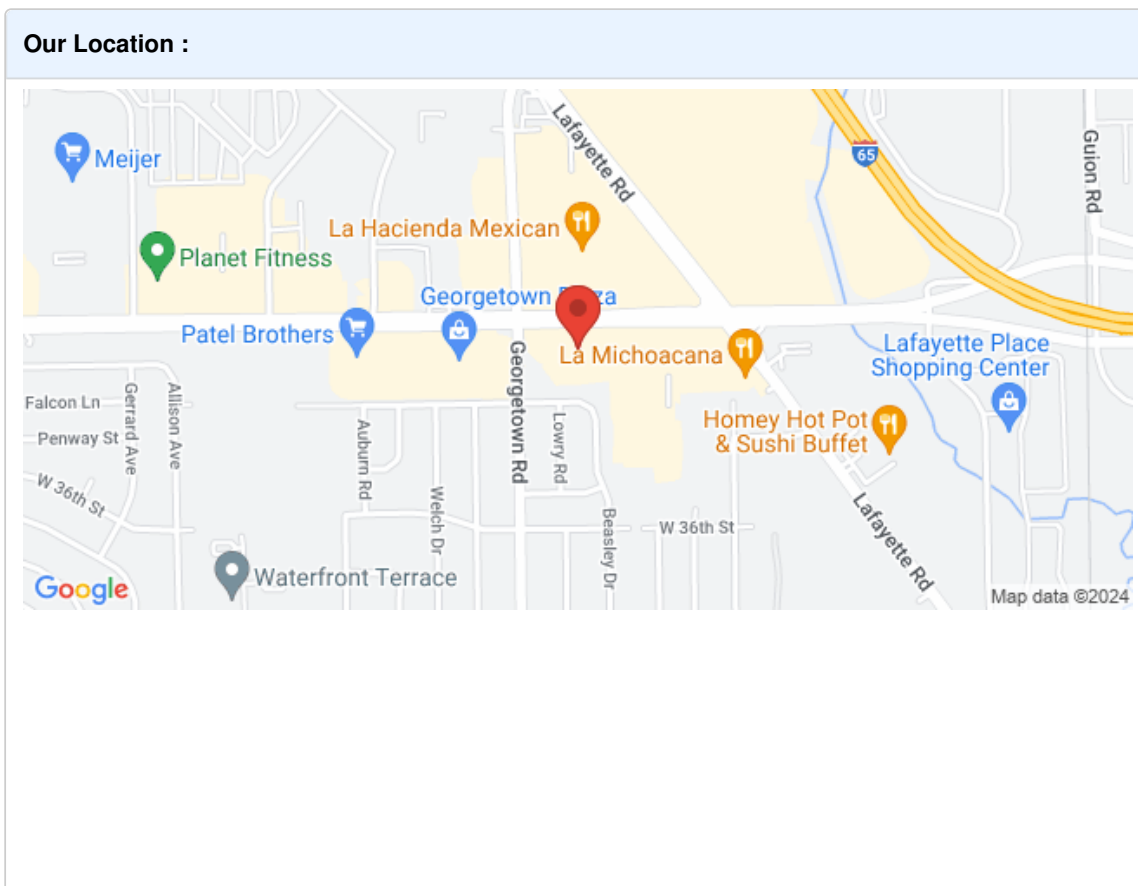 Our Location :
Lafayette Rd
65
Guion Rd
Meijer
La Hacienda Mexican
Planet Fitness
Georgetown
Patel Brothers
La Michoacana
Lafayette Place
Shopping Center
Georgetown Rd
Falcon Ln
Gerrard Ave
Allison Ave
Penway St
Auburn Rd
Lowry Rd
Homey Hot Pot
& Sushi Buffet
W 36th St
Welch Dr
Beasley Dr
W 36th St
Lafayette Rd
Waterfront Terrace
Google
Map data ©2024